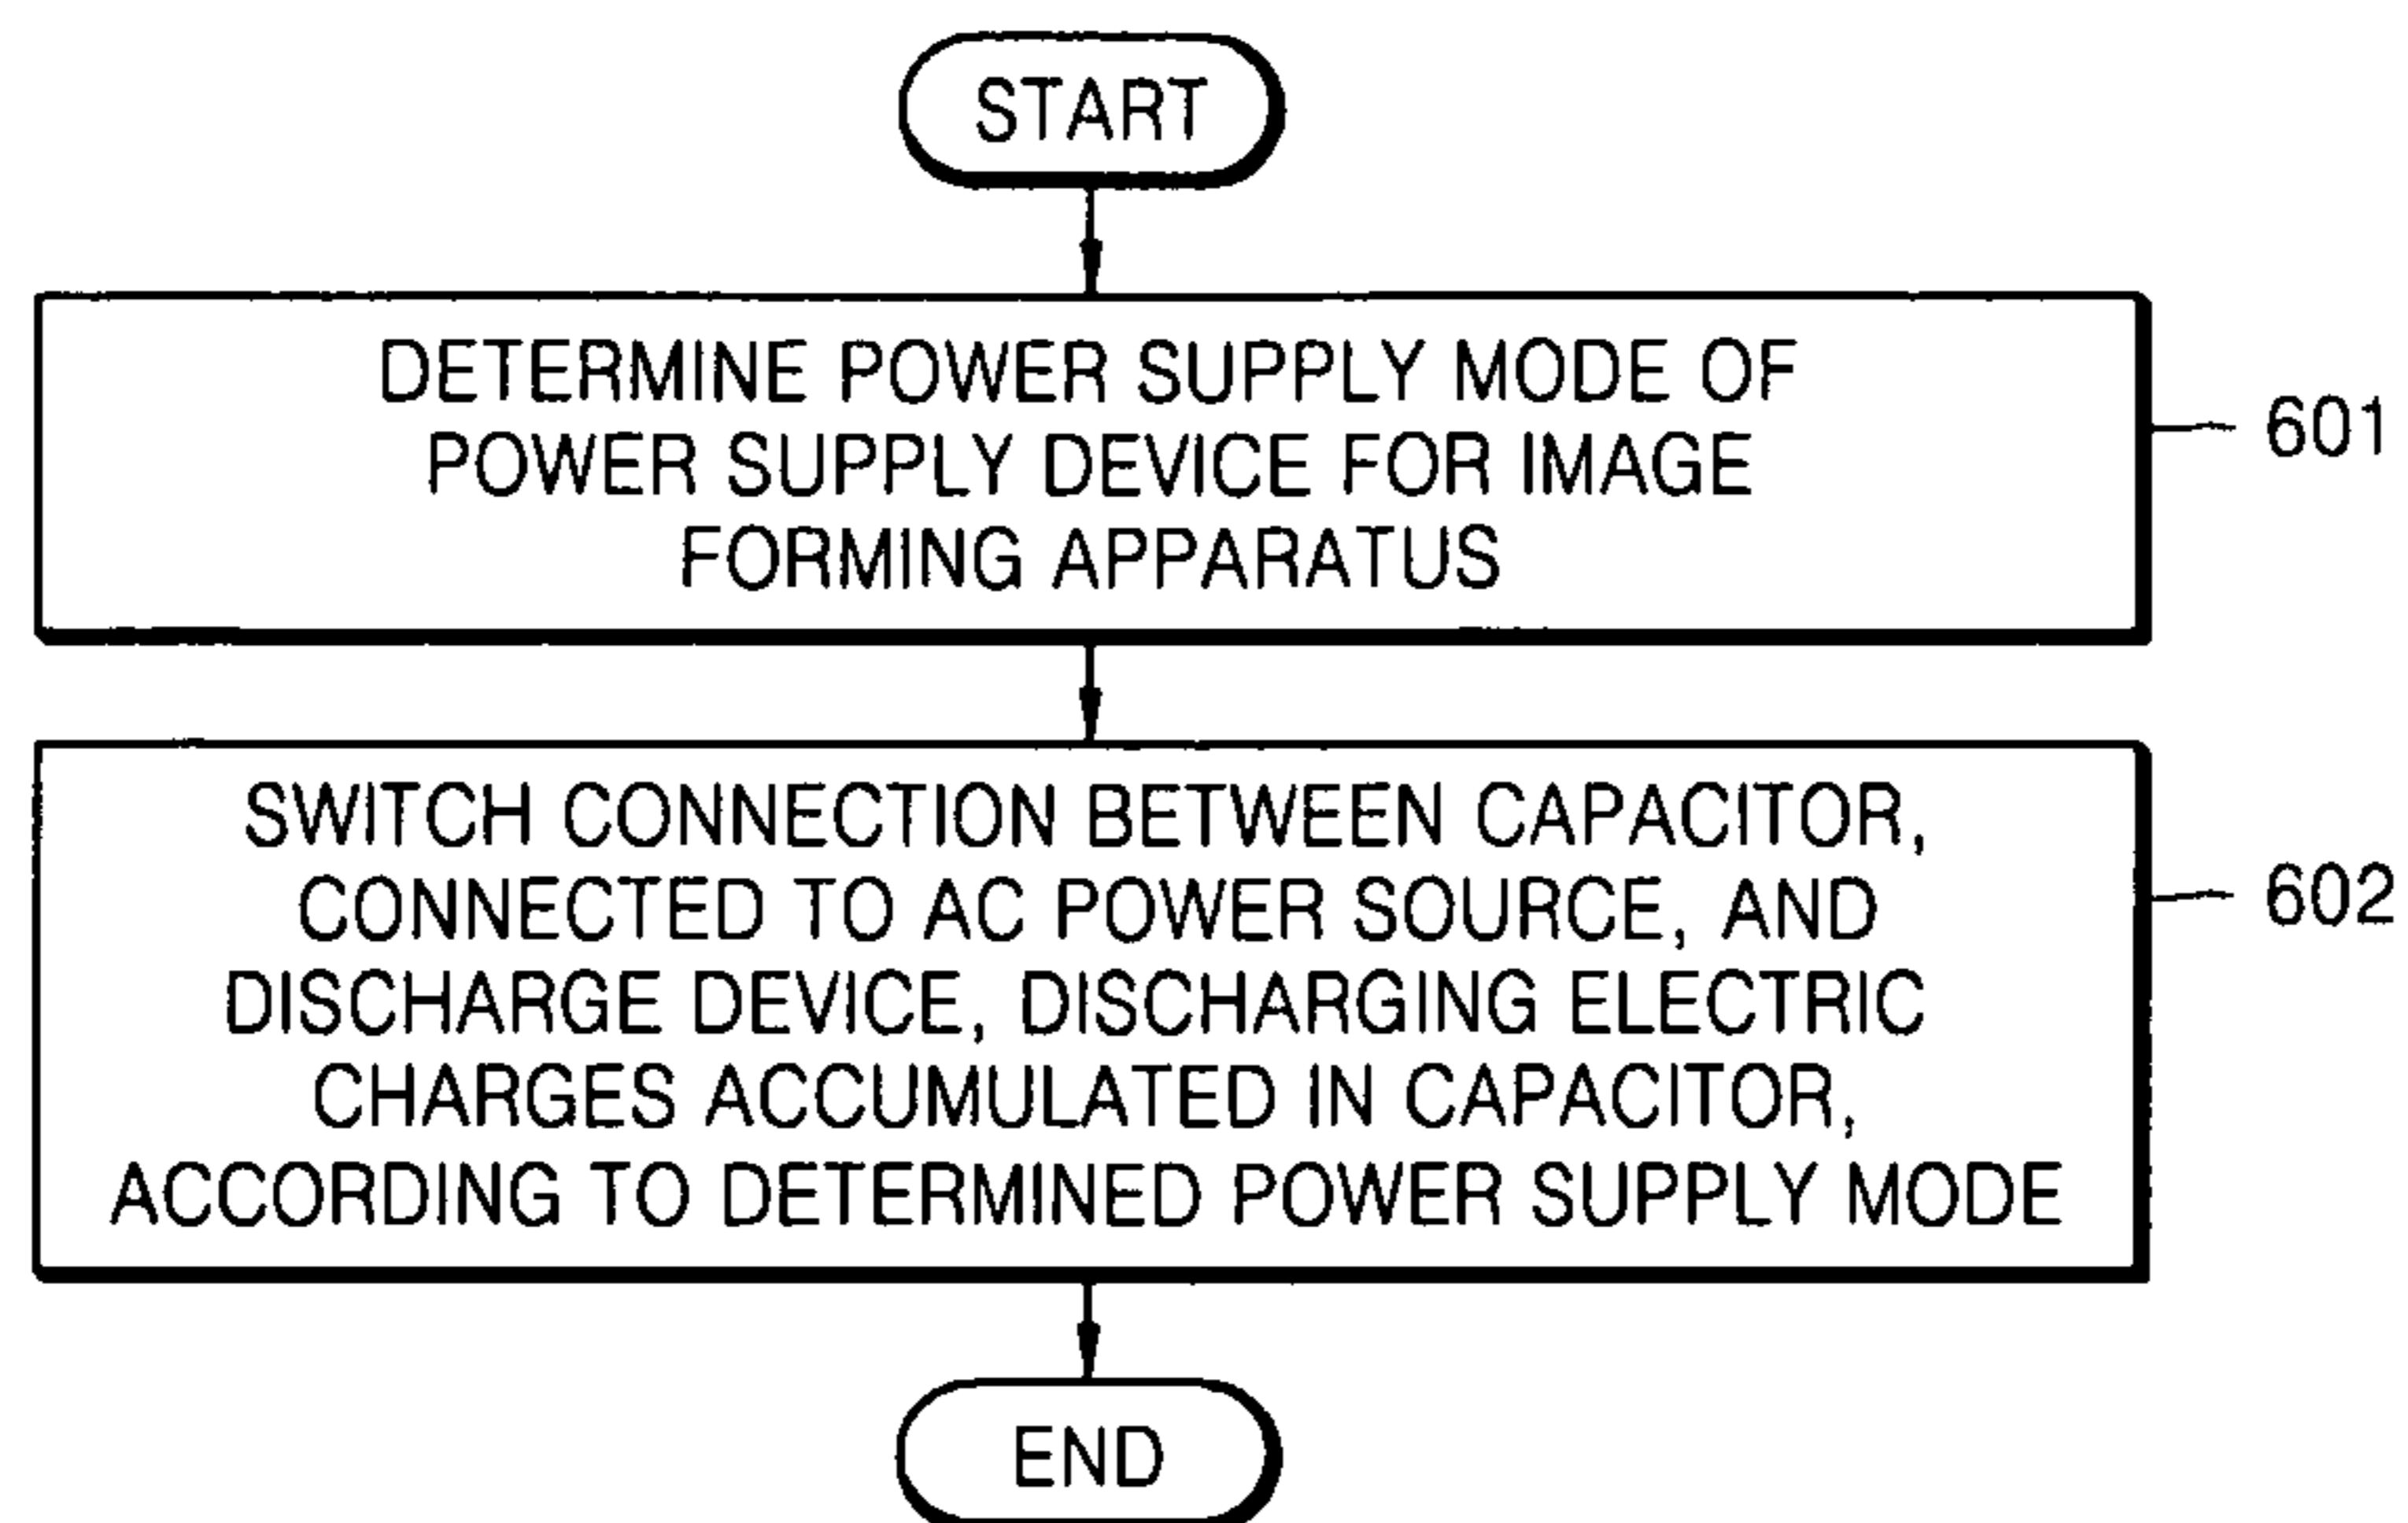 START
DETERMINE POWER SUPPLY MODE OF
POWER SUPPLY DEVICE FOR IMAGE
FORMING APPARATUS
601
SWITCH CONNECTION BETWEEN CAPACITOR,
CONNECTED TO AC POWER SOURCE, AND
DISCHARGE DEVICE, DISCHARGING ELECTRIC
CHARGES ACCUMULATED IN CAPACITOR,
ACCORDING TO DETERMINED POWER SUPPLY MODE
602
END